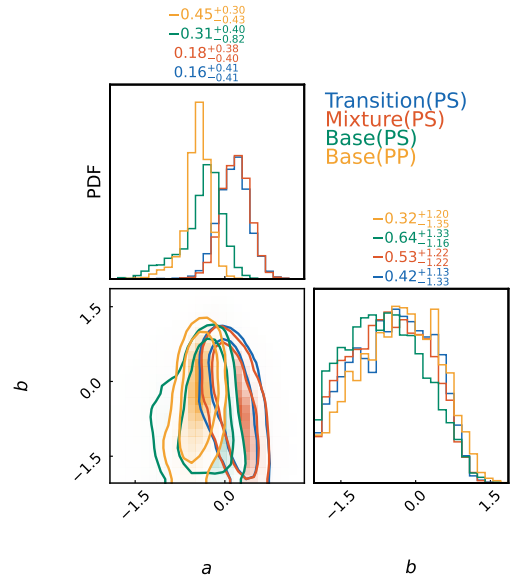 −0.45 +0.30 −0.43
−0.31 +0.40 −0.82
0.18 +0.38 −0.40
0.16 +0.41 −0.41
PDF
Transition(PS)
Mixture(PS)
Base(PS)
Base(PP)
−0.32 +1.20 −1.35
−0.64 +1.33 −1.16
−0.53 +1.22 −1.22
−0.42 +1.13 −1.33
b
1.5
0.0
−1.5
−1.5 0.0
−1.5 0.0 1.5
a
b